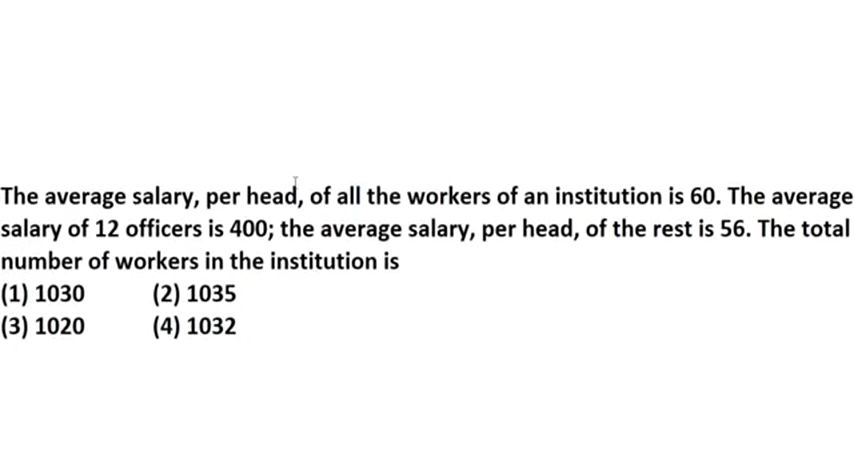 The average salary, per head, of all the workers of an institution is 60. The average
salary of 12 officers is 400; the average salary, per head, of the rest is 56. The total
number of workers in the institution is
(1) 1030 (2) 1035
(3) 1020 (4) 1032